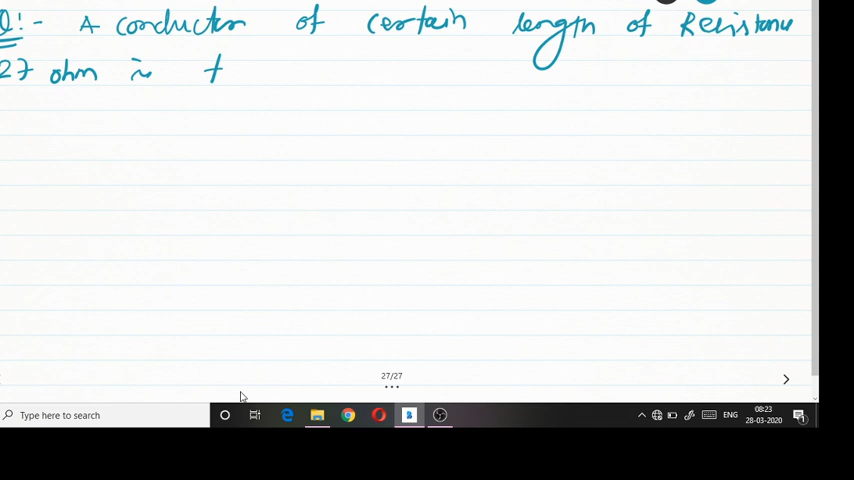 Q:- A conductor of certain length of Resistance
27 ohm is t
27/27
Type here to search
ENG
08:23
28-03-2020